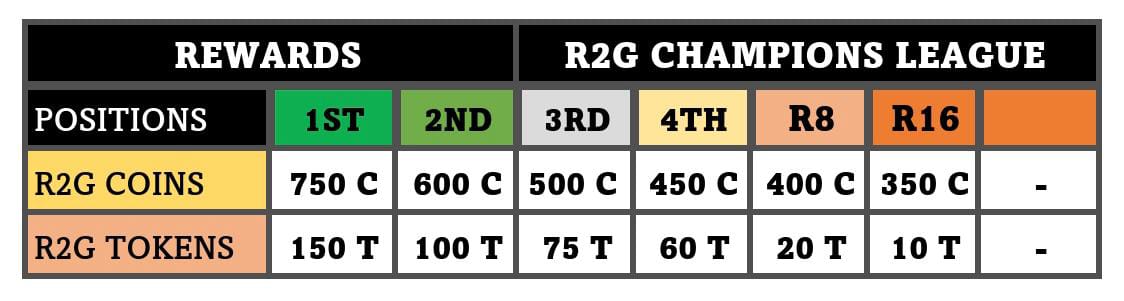 REWARDS R2G CHAMPIONS LEAGUE
POSITIONS 1ST 2ND 3RD 4TH R8 R16
R2G COINS 750 C 600 C 500 C 450 C 400 C 350 C -
R2G TOKENS 150 T 100 T 75 T 60 T 20 T 10 T -